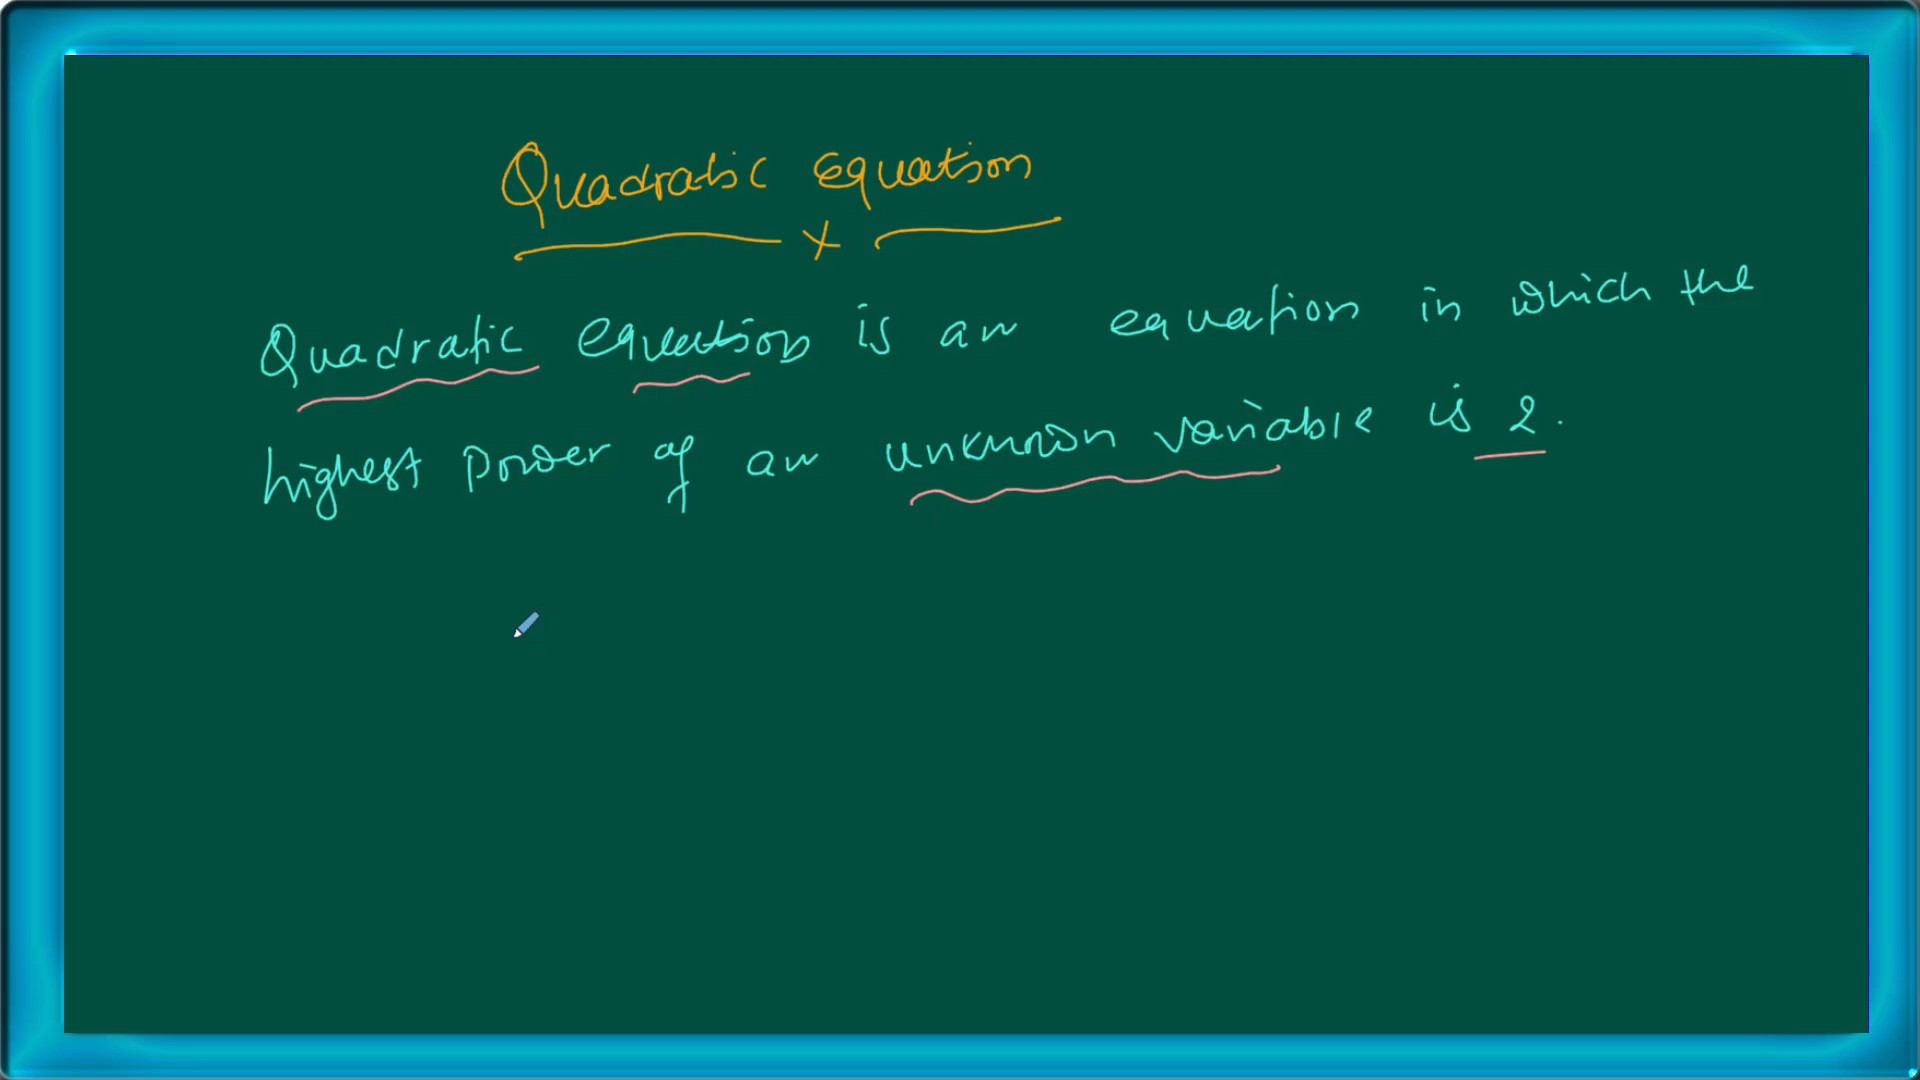 Quadratic equation
x
Quadratic equation is an equation in which the
highest power of an unknown variable is 2.